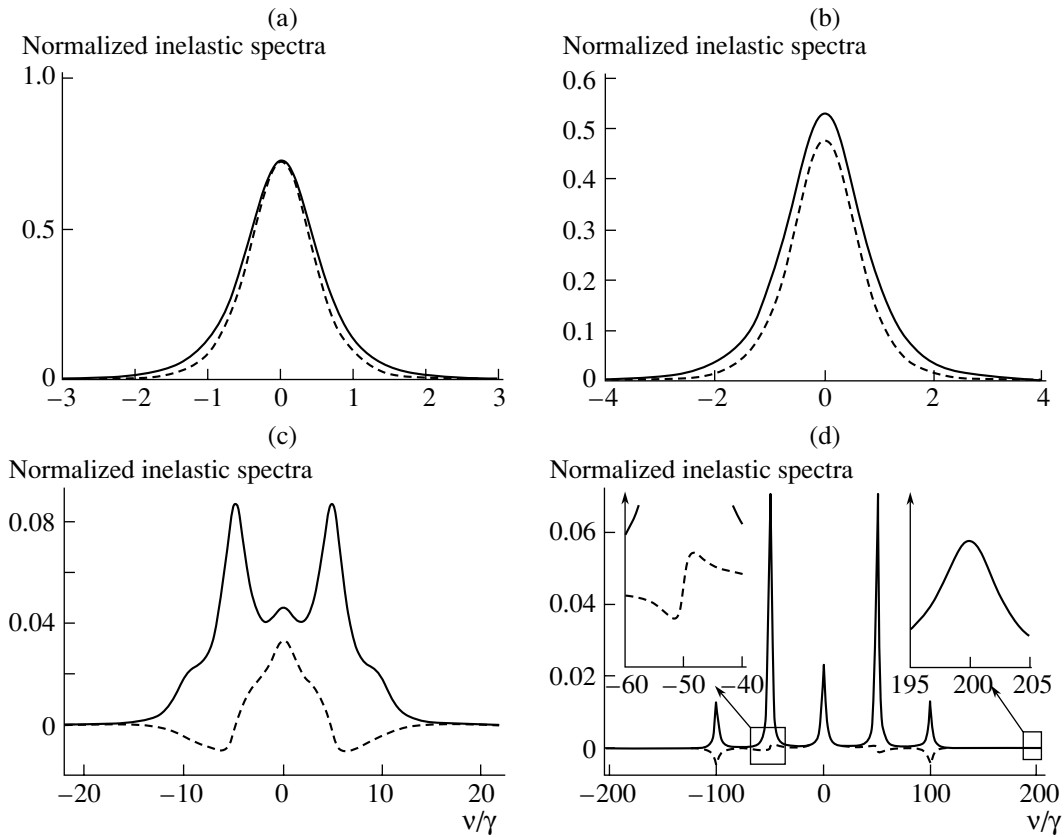 (a)
Normalized inelastic spectra
1.0
0.5
0
−3 −2 −1 0 1 2 3
(b)
Normalized inelastic spectra
0.6
0.5
0.4
0.3
0.2
0.1
0
−4 −2 0 2 4
(c)
Normalized inelastic spectra
0.08
0.04
0
−20 −10 0 10 20
ν/γ
(d)
Normalized inelastic spectra
0.06
0.04
0.02
0
−60 −50 −40
195 200 205
−200 −100 0 100 200
ν/γ